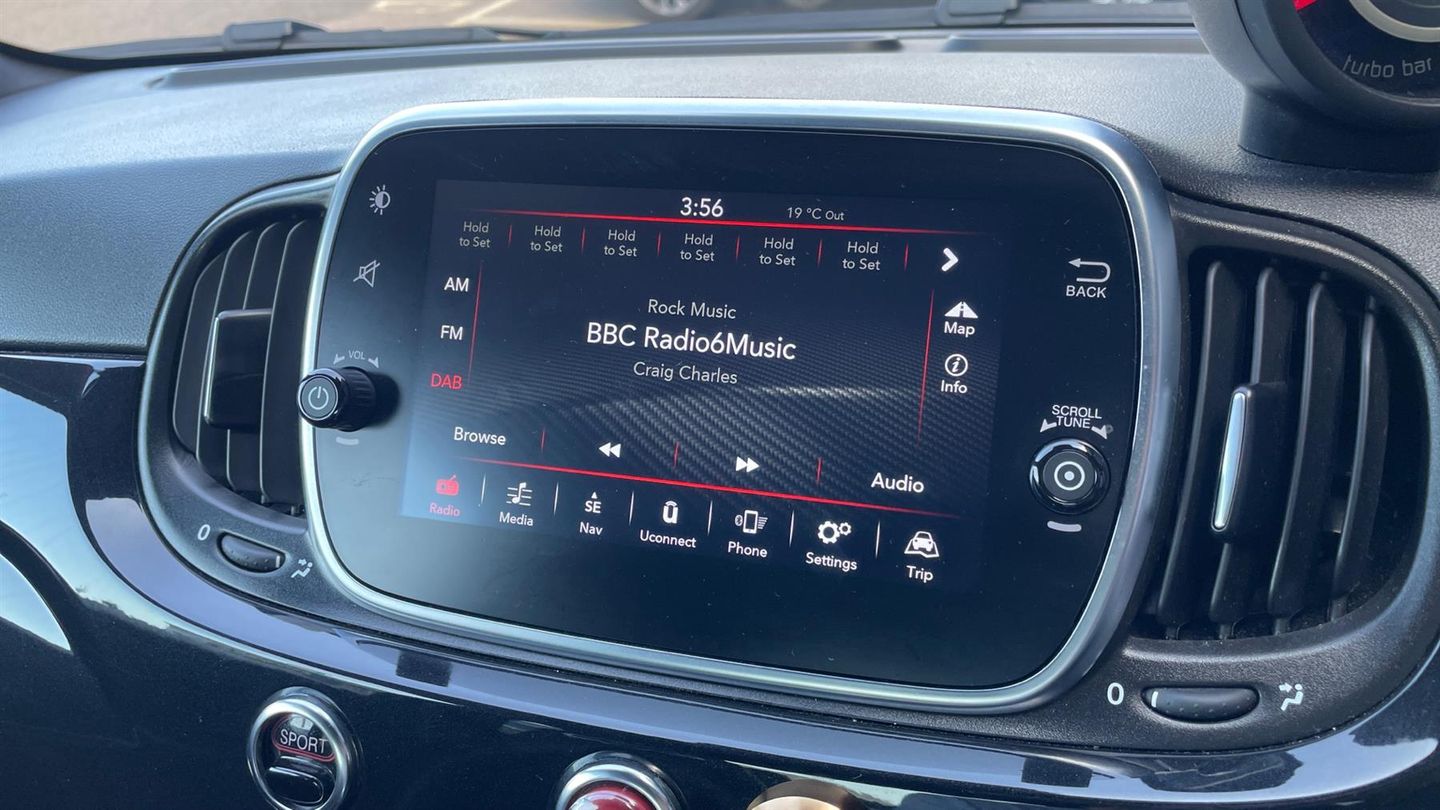 turbo bar
3:56
19 °C Out
Hold
to Set
Hold
to Set
Hold
to Set
Hold
to Set
Hold
to Set
Hold
to Set
AM
FM
DAB
Rock Music
BBC Radio6Music
Craig Charles
Map
Info
BACK
VOL
SCROLL
TUNE
Browse
Audio
Radio
Media
SE
Nav
Uconnect
Phone
Settings
Trip
0
0
SPORT